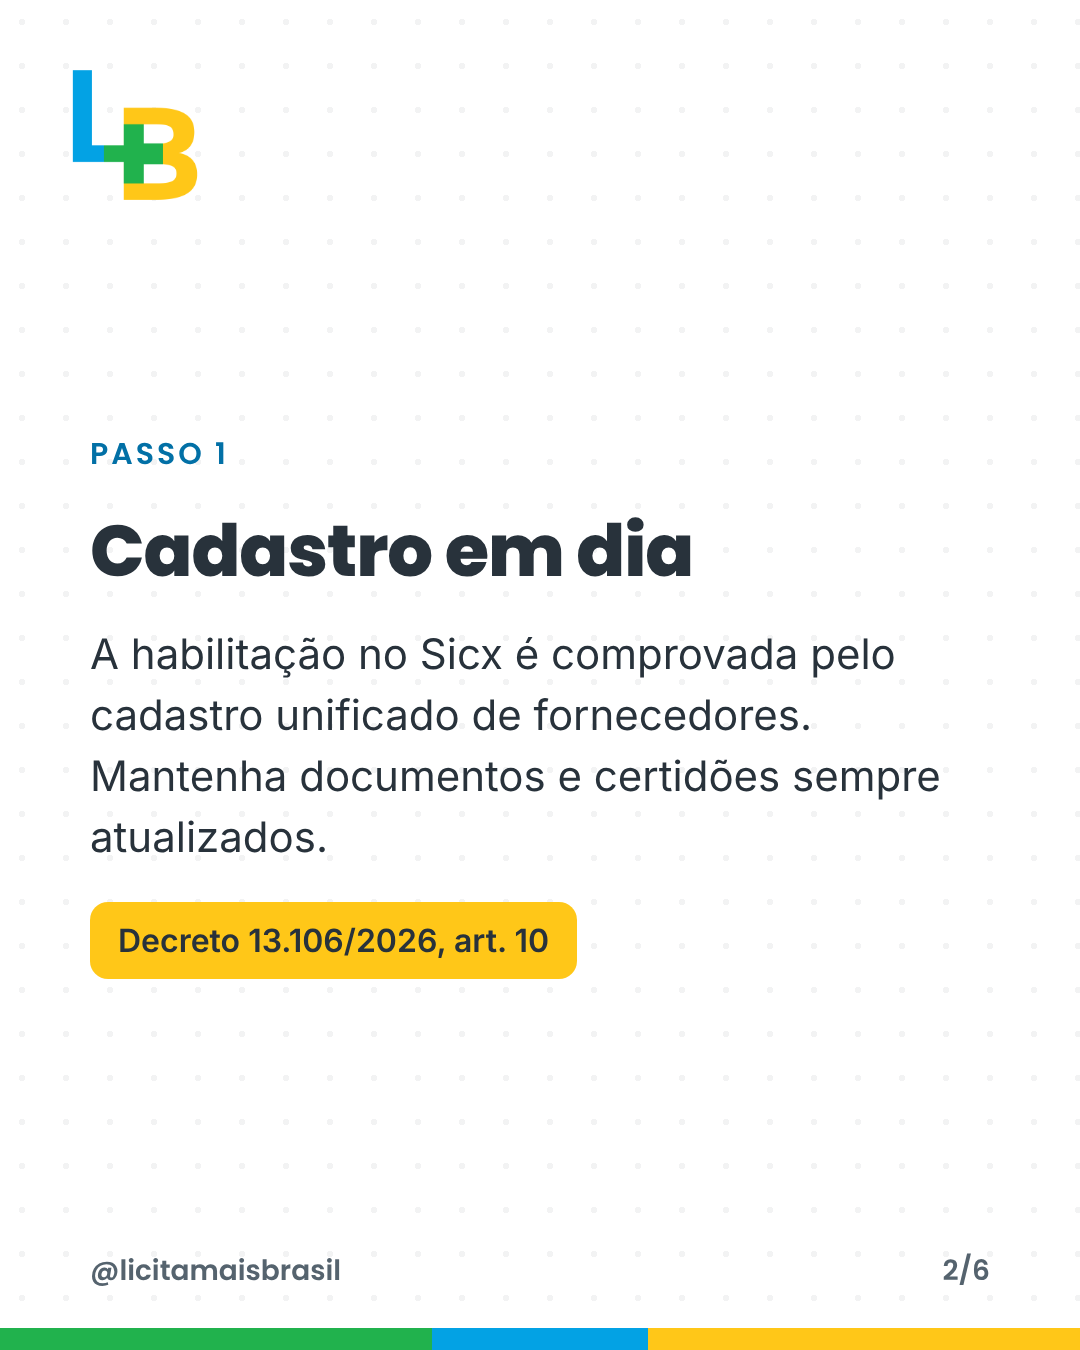 L+B
PASSO 1
Cadastro em dia
A habilitação no Sicx é comprovada pelo
cadastro unificado de fornecedores.
Mantenha documentos e certidões sempre
atualizados.
Decreto 13.106/2026, art. 10
@licitamaisbrasil
2/6